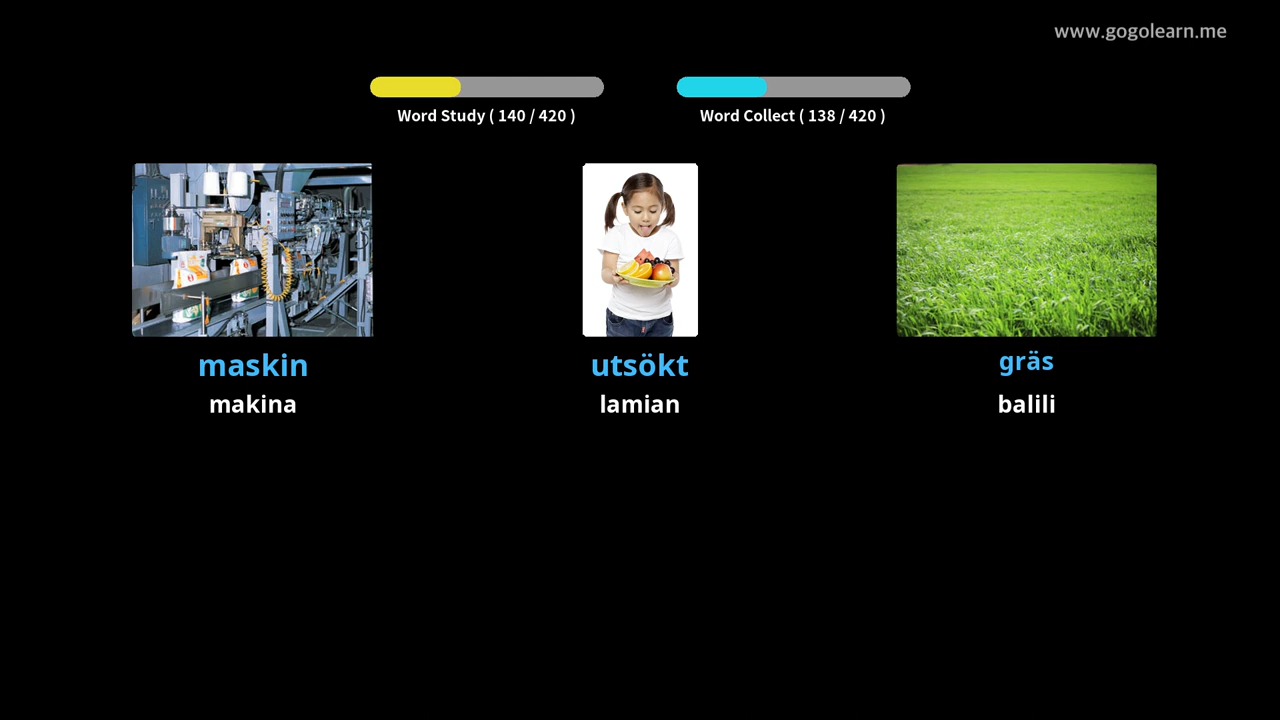 www.gogolearn.me
Word Study ( 140 / 420 )
Word Collect ( 138 / 420 )
maskin
makina
utsökt
lamian
gräs
balili